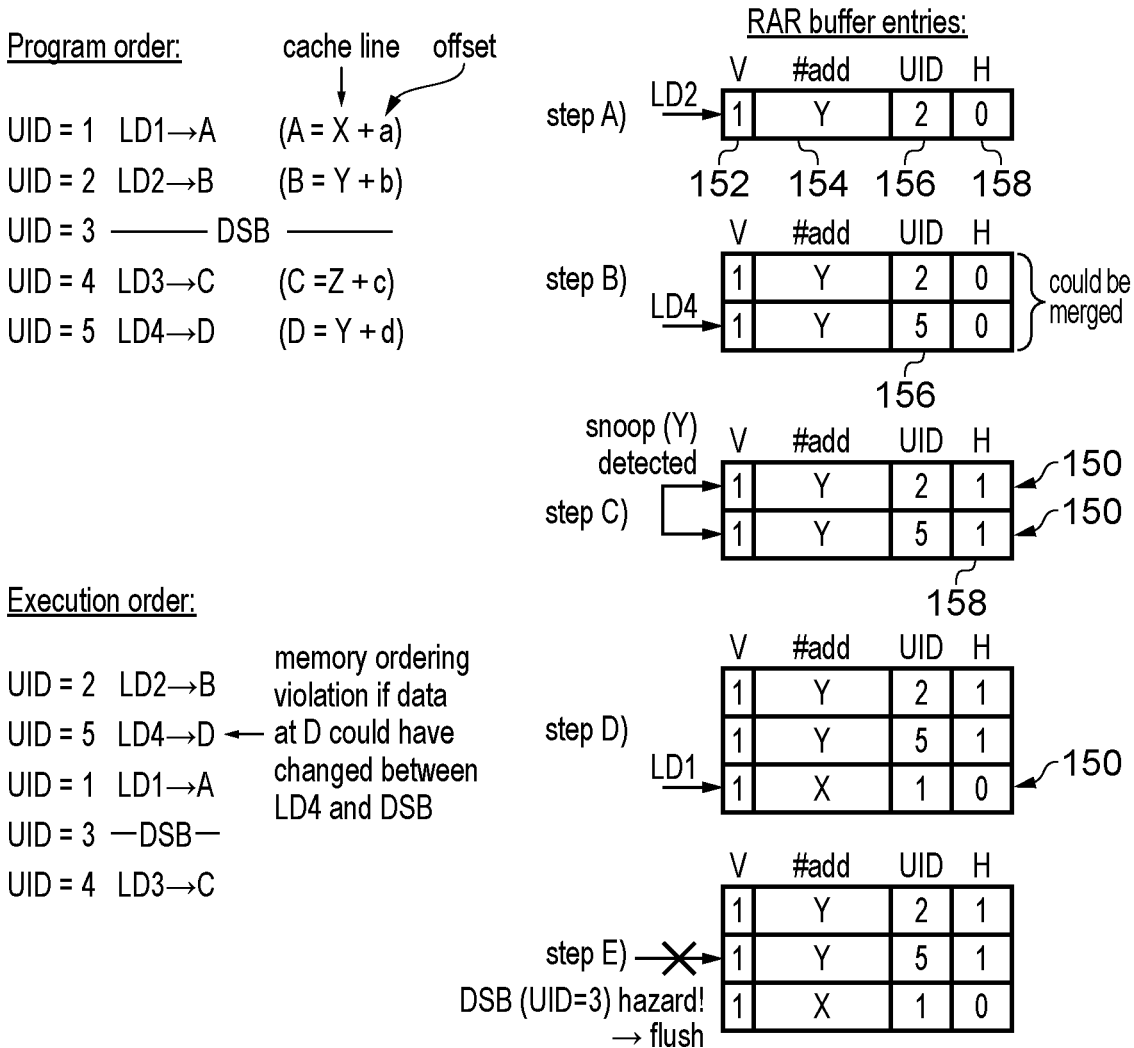 Program order:
cache line
offset
UID = 1 LD1→A (A = X + a)
UID = 2 LD2→B (B = Y + b)
UID = 3 DSB
UID = 4 LD3→C (C =Z + c)
UID = 5 LD4→D (D = Y + d)
Execution order:
UID = 2 LD2→B
UID = 5 LD4→D
UID = 1 LD1→A
UID = 3 —DSB—
UID = 4 LD3→C
memory ordering
violation if data
at D could have
changed between
LD4 and DSB
RAR buffer entries:
V #add UID H
step A) LD2
1 Y 2 0
152 154 156 158
V #add UID H
step B)
1 Y 2 0
LD4
1 Y 5 0
could be
merged
156
snoop (Y)
detected
V #add UID H
1 Y 2 1
150
step C)
1 Y 5 1
150
158
V #add UID H
1 Y 2 1
step D)
1 Y 5 1
LD1
1 X 1 0
150
V #add UID H
1 Y 2 1
step E)
1 Y 5 1
DSB (UID=3) hazard!
→ flush
1 X 1 0